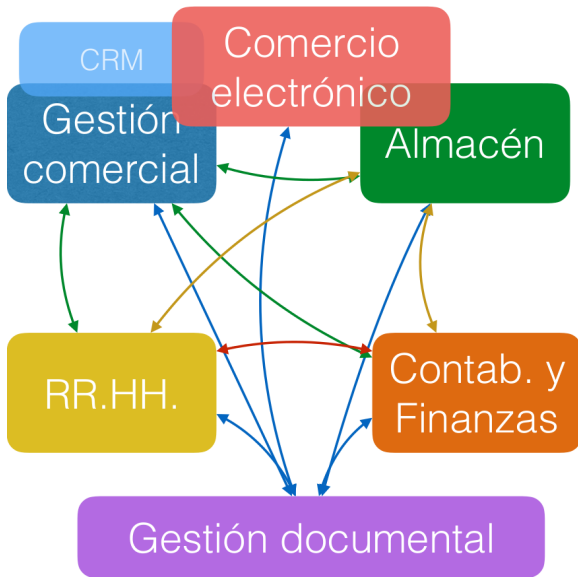 CRM
Comercio
electrónico
Gestión
comercial
Almacén
RR.HH.
Contab. y
Finanzas
Gestión documental